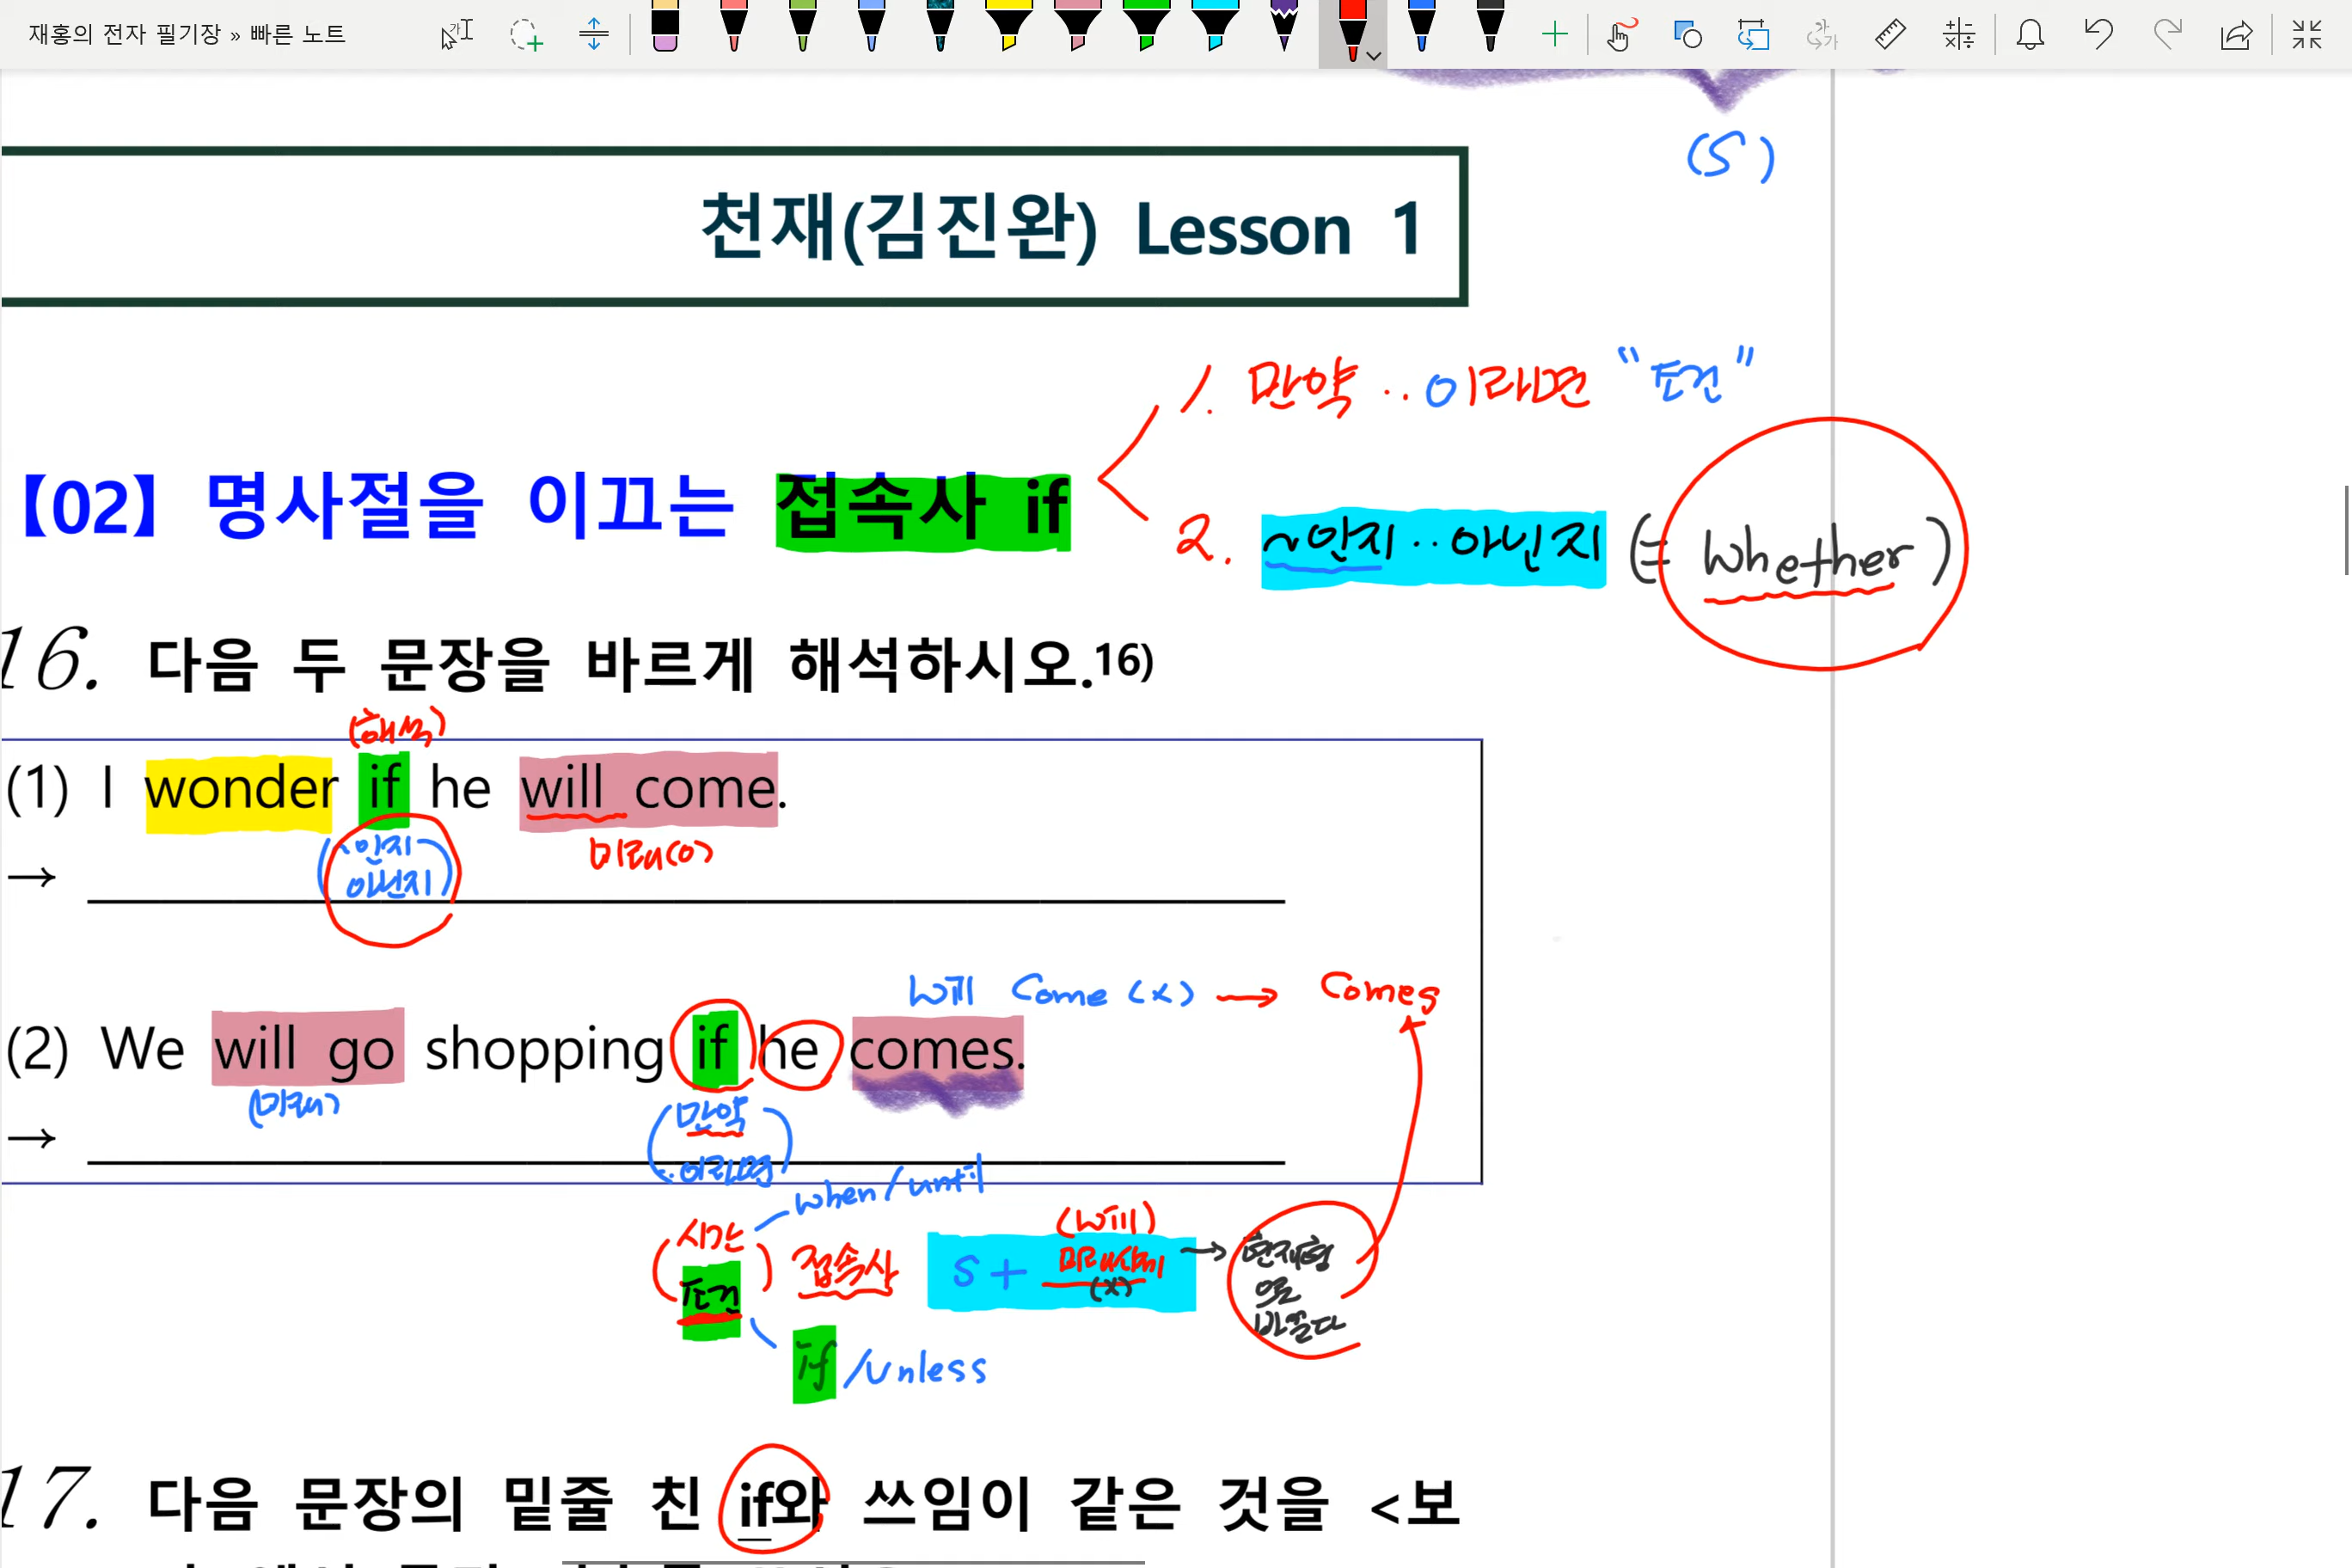 재홍의 전자 필기장 » 빠른 노트
(S)
천재(김진완) Lesson 1
1. 만약 ..이라면 "조건"
【02】 명사절을 이끄는 접속사 if
2. ~인지..아닌지 (= Whether)
16. 다음 두 문장을 바르게 해석하시오.16)
(해석)
(1) I wonder if he will come.
~인지 미래(O)
→ 아닌지
Will Come (x) → Comes
(2) We will go shopping if he comes.
(미래) (만약
→ ..이라면)
when/until
(시간 (Will)
조건) 접속사 S + 미래시제 (x) → 현재형
으로
바꾼다
if /unless
17. 다음 문장의 밑줄 친 if와 쓰임이 같은 것을 <보